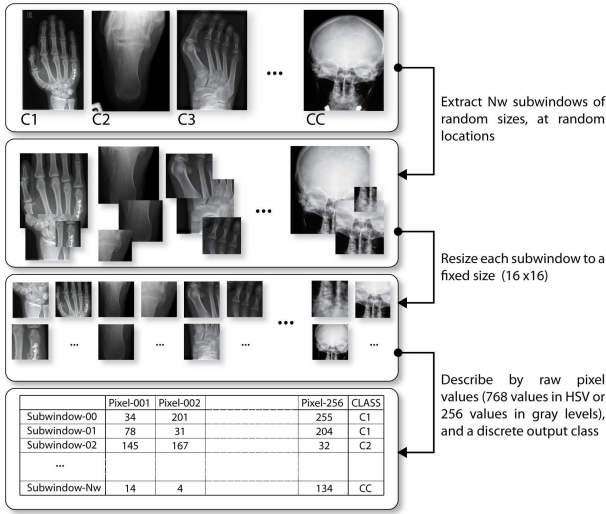 C1 C2 C3 ... CC
Extract Nw subwindows of
random sizes, at random
locations
...
Resize each subwindow to a
fixed size (16 x16)
... ... ... ... ...
...
Describe by raw pixel
values (768 values in HSV or
256 values in gray levels),
and a discrete output class
Pixel-001 Pixel-002 Pixel-256 CLASS
Subwindow-00 34 201 255 C1
Subwindow-01 78 31 204 C1
Subwindow-02 145 167 32 C2
...
Subwindow-Nw 14 4 134 CC